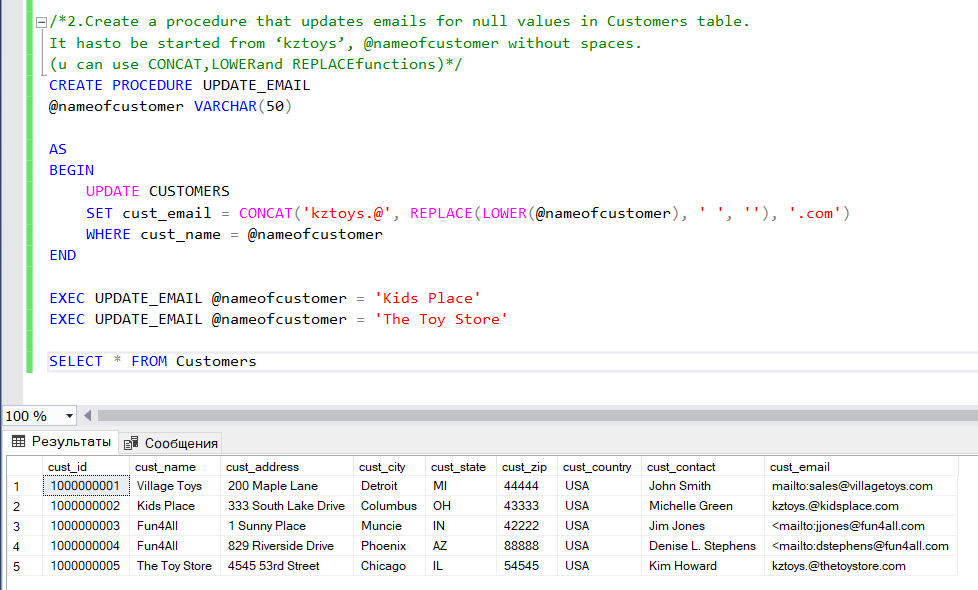 /*2.Create a procedure that updates emails for null values in Customers table.
It hasto be started from ‘kztoys’, @nameofcustomer without spaces.
(u can use CONCAT,LOWERand REPLACEfunctions)*/
CREATE PROCEDURE UPDATE_EMAIL
@nameofcustomer VARCHAR(50)
AS
BEGIN
UPDATE CUSTOMERS
SET cust_email = CONCAT('kztoys.@', REPLACE(LOWER(@nameofcustomer), ' ', ''), '.com')
WHERE cust_name = @nameofcustomer
END
EXEC UPDATE_EMAIL @nameofcustomer = 'Kids Place'
EXEC UPDATE_EMAIL @nameofcustomer = 'The Toy Store'
SELECT * FROM Customers
100 %
Результаты Сообщения
cust_id cust_name cust_address cust_city cust_state cust_zip cust_country cust_contact cust_email
1 1000000001 Village Toys 200 Maple Lane Detroit MI 44444 USA John Smith mailto:sales@villagetoys.com
2 1000000002 Kids Place 333 South Lake Drive Columbus OH 43333 USA Michelle Green kztoys.@kidsplace.com
3 1000000003 Fun4All 1 Sunny Place Muncie IN 42222 USA Jim Jones <mailto:jjones@fun4all.com
4 1000000004 Fun4All 829 Riverside Drive Phoenix AZ 88888 USA Denise L. Stephens <mailto:dstephens@fun4all.com
5 1000000005 The Toy Store 4545 53rd Street Chicago IL 54545 USA Kim Howard kztoys.@thetoystore.com